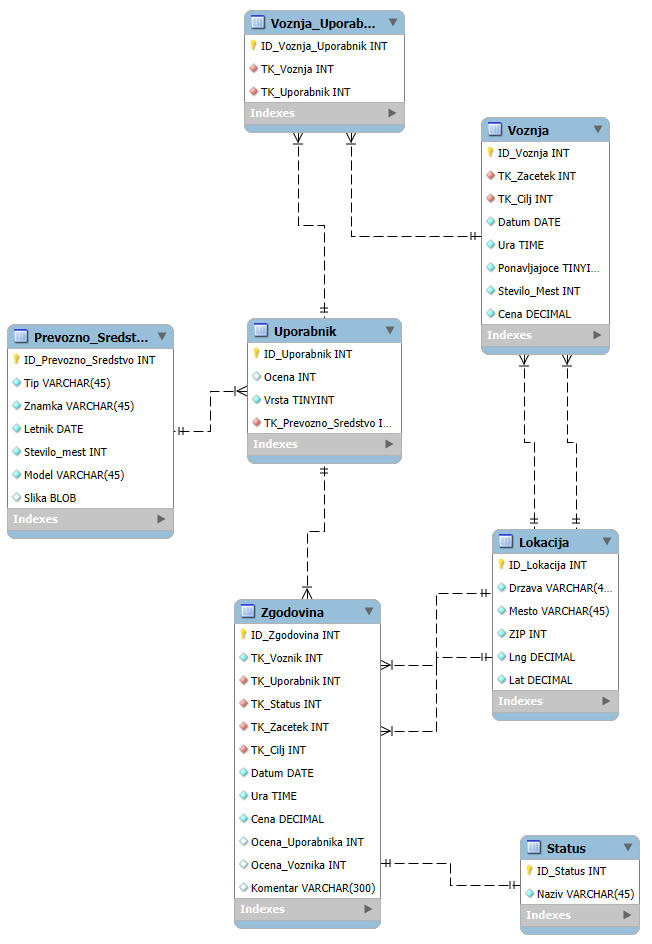 Voznja_Uporab...
ID_Voznja_Uporabnik INT
TK_Voznja INT
TK_Uporabnik INT
Indexes
Voznja
ID_Voznja INT
TK_Zacetek INT
TK_Cilj INT
Datum DATE
Ura TIME
Ponavljajoce TINYI...
Stevilo_Mest INT
Cena DECIMAL
Indexes
Prevozno_Sredst...
ID_Prevozno_Sredstvo INT
Tip VARCHAR(45)
Znamka VARCHAR(45)
Letnik DATE
Stevilo_mest INT
Model VARCHAR(45)
Slika BLOB
Indexes
Uporabnik
ID_Uporabnik INT
Ocena INT
Vrsta TINYINT
TK_Prevozno_Sredstvo I...
Indexes
Lokacija
ID_Lokacija INT
Drzava VARCHAR(4...
Mesto VARCHAR(45)
ZIP INT
Lng DECIMAL
Lat DECIMAL
Indexes
Zgodovina
ID_Zgodovina INT
TK_Voznik INT
TK_Uporabnik INT
TK_Status INT
TK_Zacetek INT
TK_Cilj INT
Datum DATE
Ura TIME
Cena DECIMAL
Ocena_Uporabnika INT
Ocena_Voznika INT
Komentar VARCHAR(300)
Indexes
Status
ID_Status INT
Naziv VARCHAR(45)
Indexes